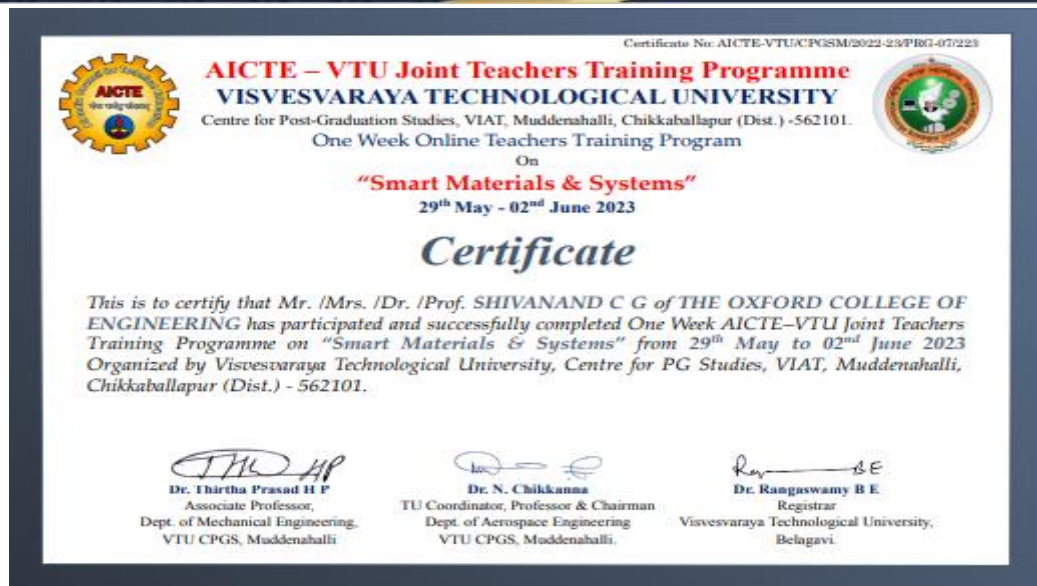 Certificate No: AICTE-VTU/CPGSM/2022-23/PRG-07/223
AICTE – VTU Joint Teachers Training Programme
VISVESVARAYA TECHNOLOGICAL UNIVERSITY
Centre for Post-Graduation Studies, VIAT, Muddenahalli, Chikkaballapur (Dist.) -562101.
One Week Online Teachers Training Program
On
“Smart Materials & Systems”
29th May - 02nd June 2023
Certificate
This is to certify that Mr. /Mrs. /Dr. /Prof. SHIVANAND C G of THE OXFORD COLLEGE OF
ENGINEERING has participated and successfully completed One Week AICTE–VTU Joint Teachers
Training Programme on “Smart Materials & Systems” from 29th May to 02nd June 2023
Organized by Visvesvaraya Technological University, Centre for PG Studies, VIAT, Muddenahalli,
Chikkaballapur (Dist.) - 562101.
Dr. Thirtha Prasad H P
Associate Professor,
Dept. of Mechanical Engineering,
VTU CPGS, Muddenahalli
Dr. N. Chikkanna
TU Coordinator, Professor & Chairman
Dept. of Aerospace Engineering
VTU CPGS, Muddenahalli.
Dr. Rangaswamy B E
Registrar
Visvesvaraya Technological University,
Belagavi.
AICTE